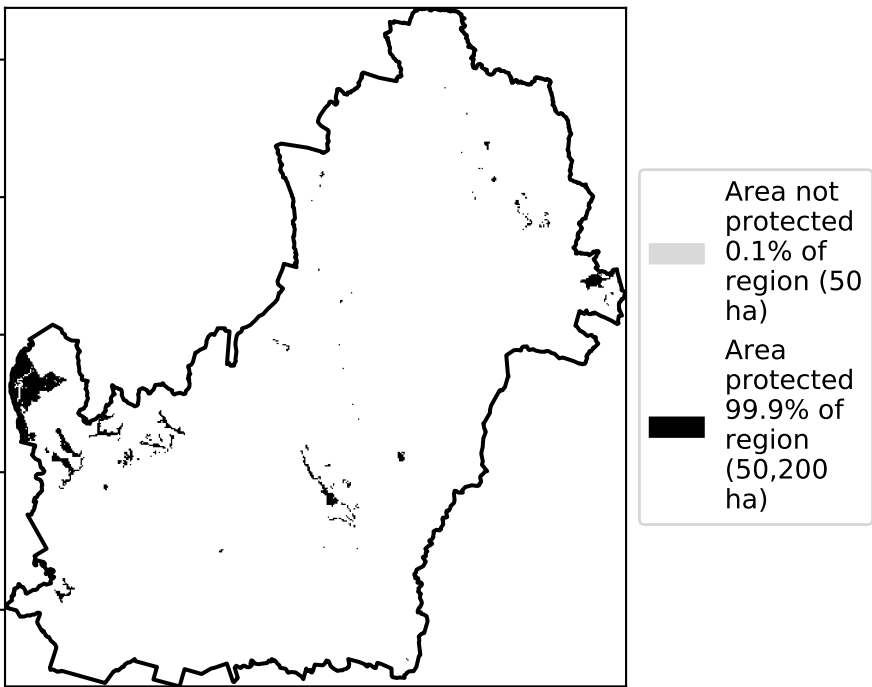 Area not
protected
0.1% of
region (50
ha)
Area
protected
99.9% of
region
(50,200
ha)